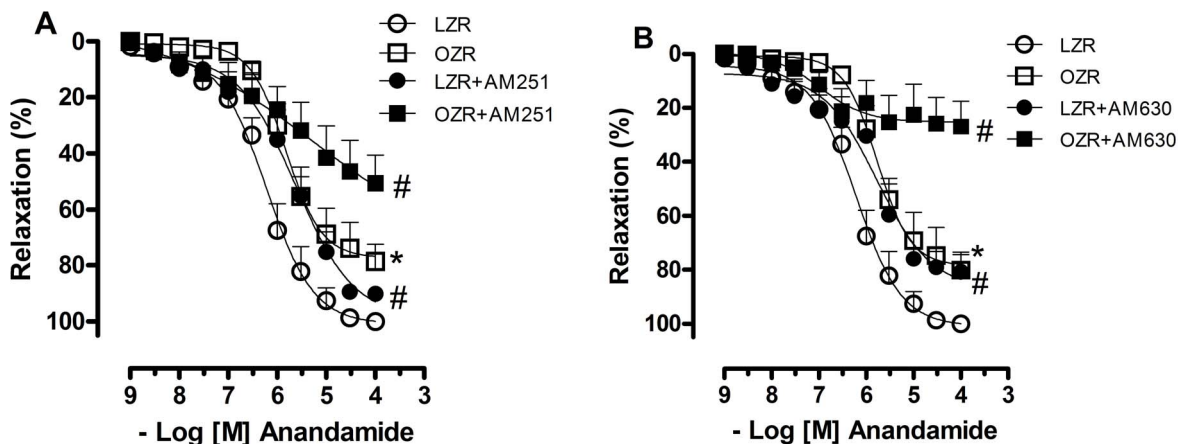 A
LZR
OZR
LZR+AM251
OZR+AM251
Relaxation (%)
0
20
40
60
80
100
#
*
#
9 8 7 6 5 4 3
- Log [M] Anandamide
B
LZR
OZR
LZR+AM630
OZR+AM630
Relaxation (%)
0
20
40
60
80
100
#
*
#
9 8 7 6 5 4 3
- Log [M] Anandamide